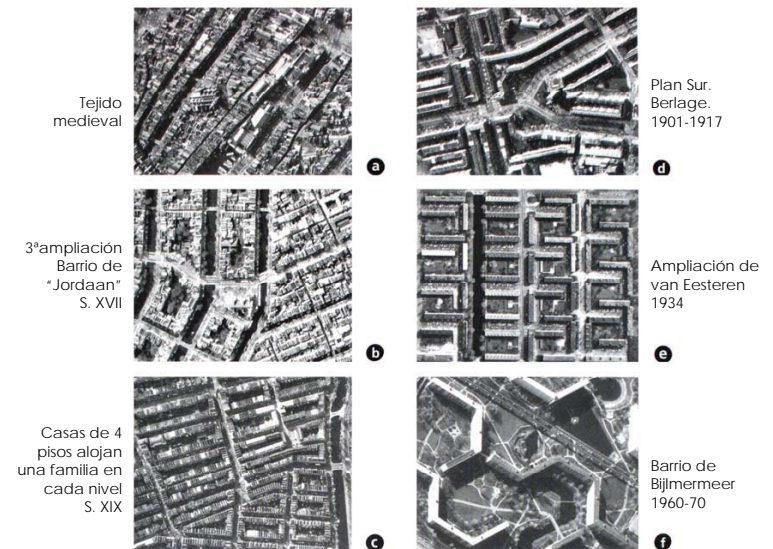 Tejido
medieval
a
3ªampliación
Barrio de
“Jordaan”
S. XVII
b
Casas de 4
pisos alojan
una familia en
cada nivel
S. XIX
c
Plan Sur.
Berlage.
1901-1917
d
Ampliación de
van Eesteren
1934
e
Barrio de
Bijlmermeer
1960-70
f